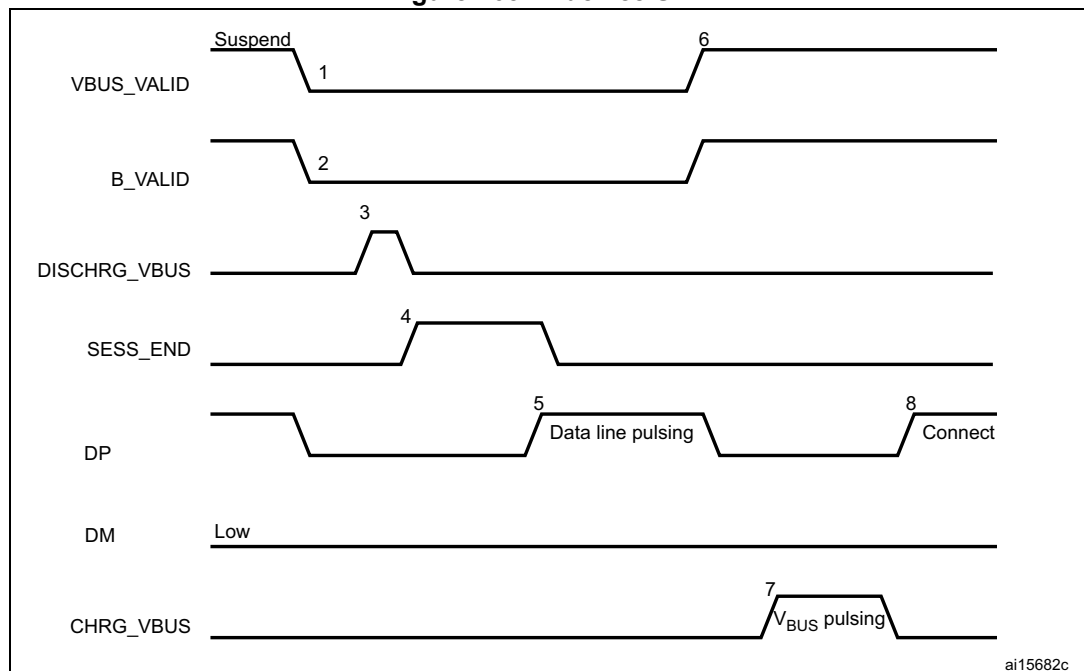 Suspend
6
VBUS_VALID
1
B_VALID
2
3
DISCHRG_VBUS
4
SESS_END
5
8
DP
Data line pulsing
Connect
DM
Low
7
CHRG_VBUS
VBUS pulsing
ai15682c